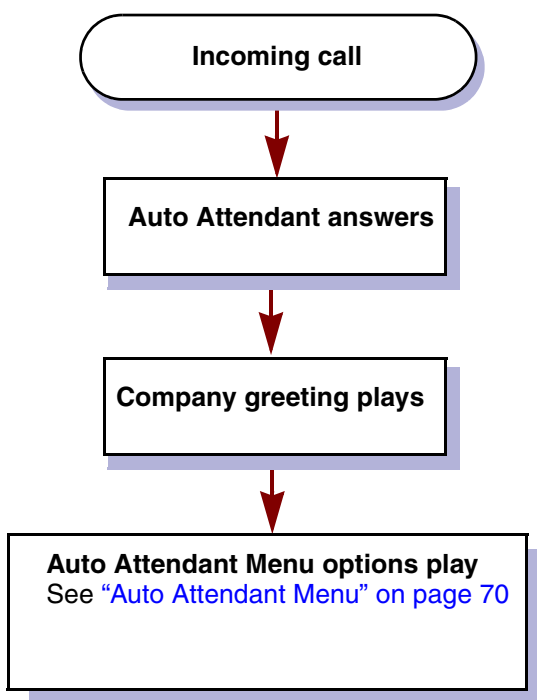 Incoming call
Auto Attendant answers
Company greeting plays
Auto Attendant Menu options play
See “Auto Attendant Menu” on page 70